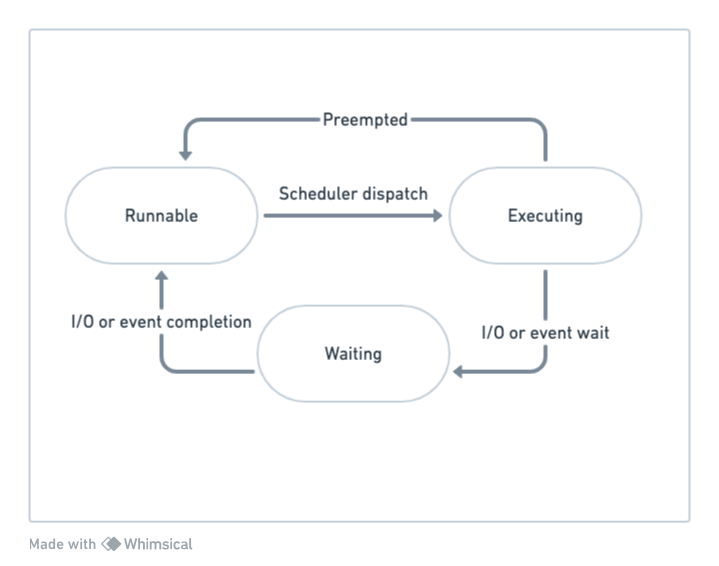 Preempted
Scheduler dispatch
Runnable
Executing
I/O or event completion
I/O or event wait
Waiting
Made with Whimsical